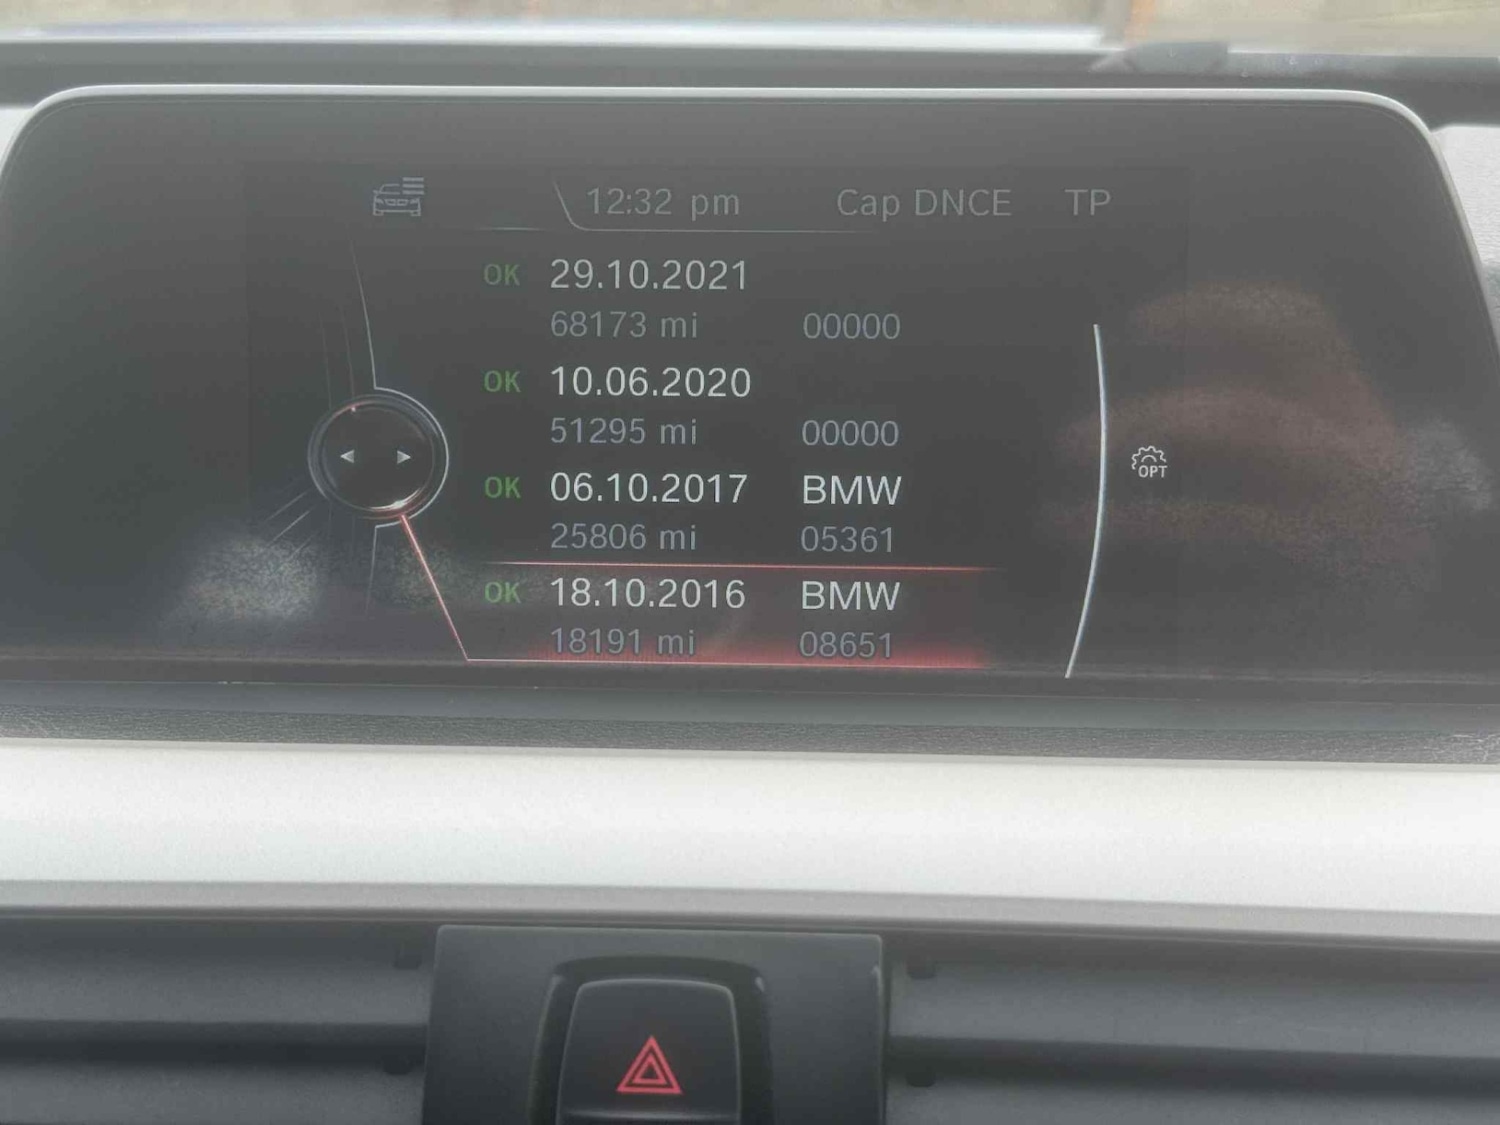 12:32 pm Cap DNCE TP
OK 29.10.2021
68173 mi 00000
OK 10.06.2020
51295 mi 00000
OK 06.10.2017 BMW
25806 mi 05361
OPT
OK 18.10.2016 BMW
18191 mi 08651